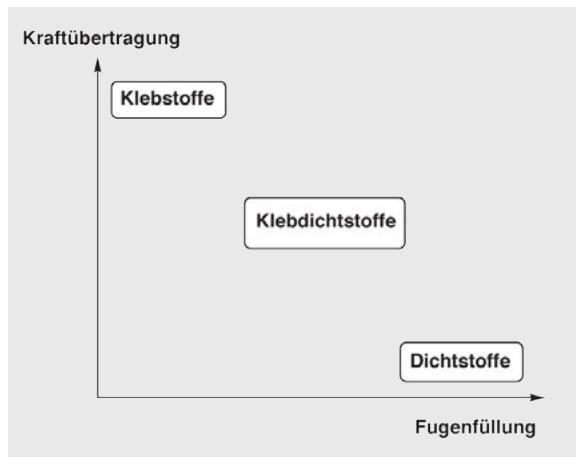 Kraftübertragung
Klebstoffe
Klebdichtstoffe
Dichtstoffe
Fugenfüllung